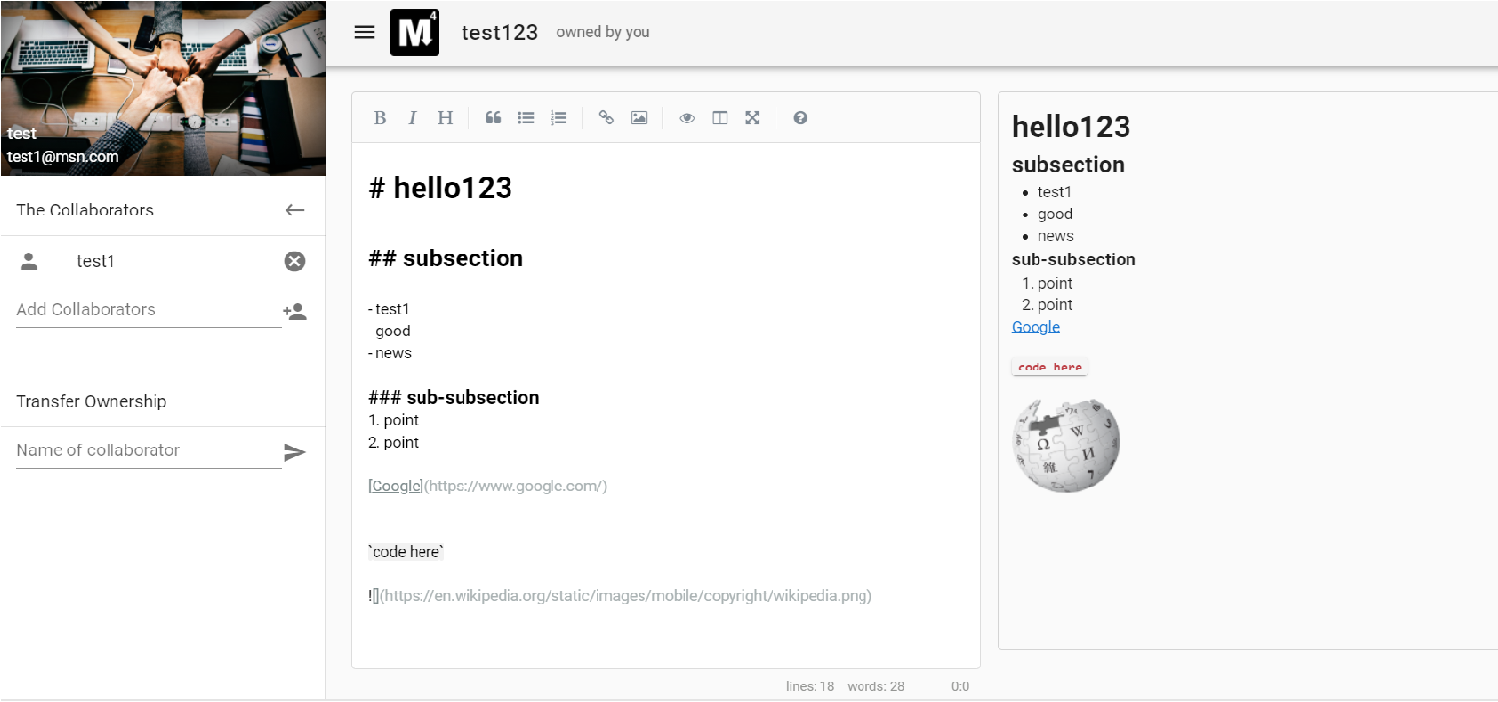 test
test1@msn.com
The Collaborators
test1
Add Collaborators
Transfer Ownership
Name of collaborator
M4
test123 owned by you
B I H
# hello123
## subsection
- test1
good
- news
### sub-subsection
1. point
2. point
[Google](https://www.google.com/)
`code here`
![](https://en.wikipedia.org/static/images/mobile/copyright/wikipedia.png)
lines: 18 words: 28 0:0
hello123
subsection
• test1
• good
• news
sub-subsection
1. point
2. point
Google
code here
Ω W И